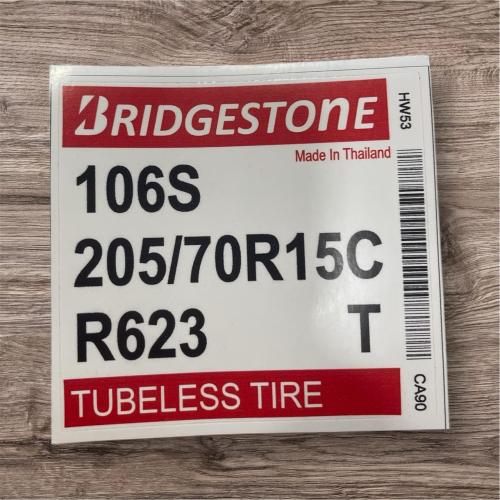 BRIDGESTONE
Made In Thailand
106S
205/70R15C
R623 T
TUBELESS TIRE
HW53
CA90